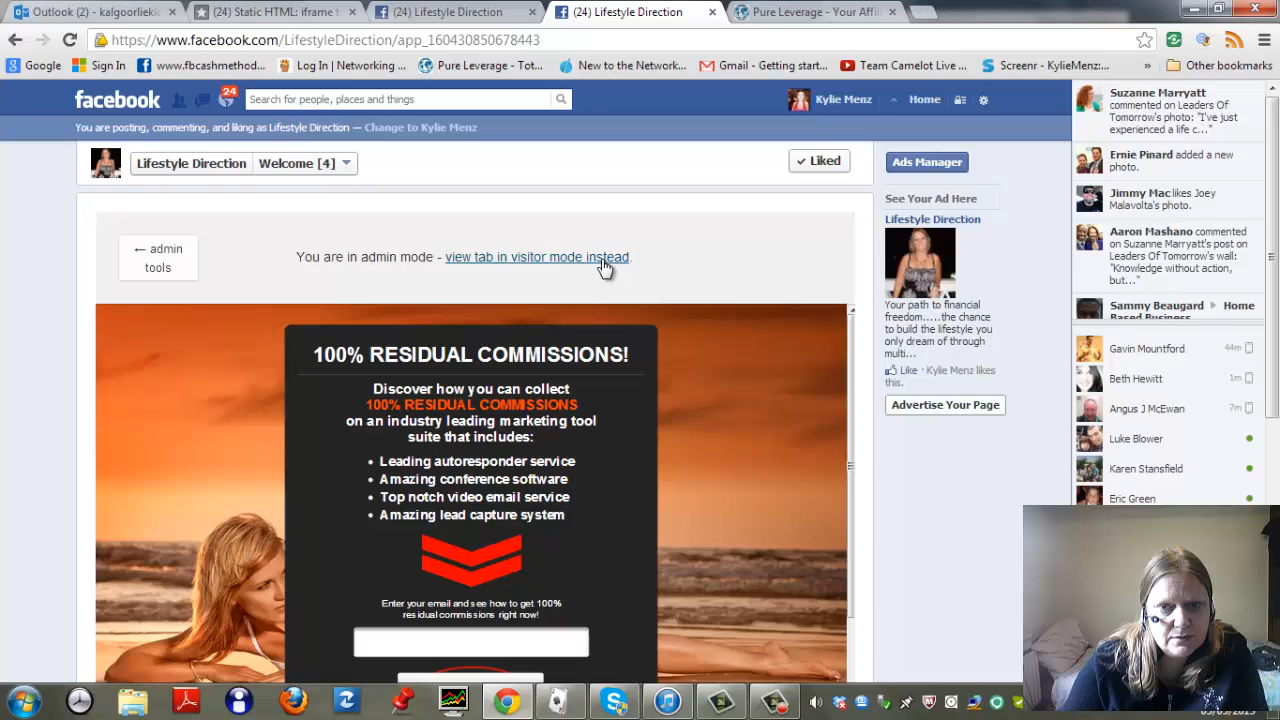 Outlook (2) - kalgoorliekic
(24) Static HTML: iframe t
(24) Lifestyle Direction
(24) Lifestyle Direction
Pure Leverage - Your Affil
https://www.facebook.com/LifestyleDirection/app_160430850678443
Google
Sign In
www.fbcashmethod...
Log In | Networking ...
Pure Leverage - Tot...
New to the Networ...
Gmail - Getting start...
Team Camelot Live...
Screenr - KylieMenz:...
»
Other bookmarks
facebook
24
Search for people, places and things
Kylie Menz
Home
You are posting, commenting, and liking as Lifestyle Direction — Change to Kylie Menz
Lifestyle Direction
Welcome [4]
✓ Liked
Ads Manager
← admin
tools
You are in admin mode - view tab in visitor mode instead.
100% RESIDUAL COMMISSIONS!
Discover how you can collect
100% RESIDUAL COMMISSIONS
on an industry leading marketing tool
suite that includes:
• Leading autoresponder service
• Amazing conference software
• Top notch video email service
• Amazing lead capture system
Enter your email and see how to get 100%
residual commissions right now!
See Your Ad Here
Lifestyle Direction
Your path to financial
freedom.....the chance
to build the lifestyle you
only dream of through
multi...
Like · Kylie Menz likes
this.
Advertise Your Page
Suzanne Marryatt
commented on Leaders Of
Tomorrow's photo: "I've just
experienced a life c..."
Ernie Pinard added a new
photo.
Jimmy Mac likes Joey
Malavolta's photo.
Aaron Mashano commented
on Suzanne Marryatt's post on
Leaders Of Tomorrow's wall:
"Knowledge without action,
but..."
Sammy Beaugard ▸ Home
Based Business
Gavin Mountford 44m
Beth Hewitt 1m
Angus J McEwan 7m
Luke Blower
Karen Stansfield
Eric Green